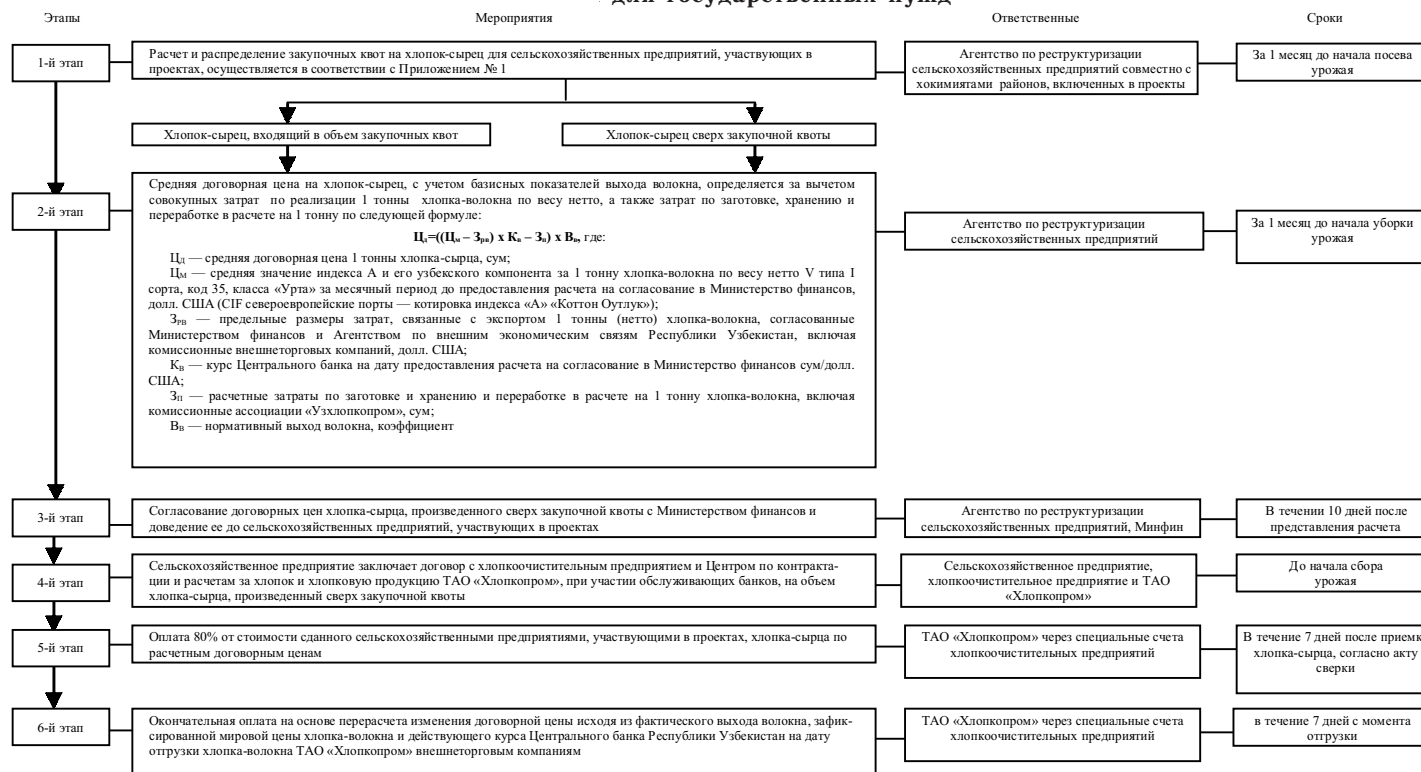 для государственных нужд
Этапы
Мероприятия
Ответственные
Сроки
1-й этап
Расчет и распределение закупочных квот на хлопок-сырец для сельскохозяйственных предприятий, участвующих в
проектах, осуществляется в соответствии с Приложением № 1
Агентство по реструктуризации
сельскохозяйственных предприятий совместно с
хокимиятами районов, включенных в проекты
За 1 месяц до начала посева
урожая
Хлопок-сырец, входящий в объем закупочных квот
Хлопок-сырец сверх закупочной квоты
2-й этап
Средняя договорная цена на хлопок-сырец, с учетом базисных показателей выхода волокна, определяется за вычетом
совокупных затрат по реализации 1 тонны хлопка-волокна по весу нетто, а также затрат по заготовке, хранению и
переработке в расчете на 1 тонну по следующей формуле:
Цд=((Цм – Зрв) х Кв – Зп) х Вв, где:
ЦД — средняя договорная цена 1 тонны хлопка-сырца, сум;
ЦМ — средняя значение индекса А и его узбекского компонента за 1 тонну хлопка-волокна по весу нетто V типа I
сорта, код 35, класса «Урта» за месячный период до предоставления расчета на согласование в Министерство финансов,
долл. США (CIF североевропейские порты — котировка индекса «А» «Коттон Оутлук»);
ЗРВ — предельные размеры затрат, связанные с экспортом 1 тонны (нетто) хлопка-волокна, согласованные
Министерством финансов и Агентством по внешним экономическим связям Республики Узбекистан, включая
комиссионные внешнеторговых компаний, долл. США;
КВ — курс Центрального банка на дату предоставления расчета на согласование в Министерство финансов сум/долл.
США;
ЗП — расчетные затраты по заготовке и хранению и переработке в расчете на 1 тонну хлопка-волокна, включая
комиссионные ассоциации «Узхлопкопром», сум;
ВВ — нормативный выход волокна, коэффициент
Агентство по реструктуризации
сельскохозяйственных предприятий
За 1 месяц до начала уборки
урожая
3-й этап
Согласование договорных цен хлопка-сырца, произведенного сверх закупочной квоты с Министерством финансов и
доведение ее до сельскохозяйственных предприятий, участвующих в проектах
Агентство по реструктуризации
сельскохозяйственных предприятий, Минфин
В течении 10 дней после
представления расчета
4-й этап
Сельскохозяйственное предприятие заключает договор с хлопкоочистительным предприятием и Центром по контракта-
ции и расчетам за хлопок и хлопковую продукцию ТАО «Хлопкопром», при участии обслуживающих банков, на объем
хлопка-сырца, произведенный сверх закупочной квоты
Сельскохозяйственное предприятие,
хлопкоочистительное предприятие и ТАО
«Хлопкопром»
До начала сбора
урожая
5-й этап
Оплата 80% от стоимости сданного сельскохозяйственными предприятиями, участвующими в проектах, хлопка-сырца по
расчетным договорным ценам
ТАО «Хлопкопром» через специальные счета
хлопкоочистительных предприятий
В течение 7 дней после приемк
хлопка-сырца, согласно акту
сверки
6-й этап
Окончательная оплата на основе перерасчета изменения договорной цены исходя из фактического выхода волокна, зафик-
сированной мировой цены хлопка-волокна и действующего курса Центрального банка Республики Узбекистан на дату
отгрузки хлопка-волокна ТАО «Хлопкопром» внешнеторговым компаниям
ТАО «Хлопкопром» через специальные счета
хлопкоочистительных предприятий
в течение 7 дней с момента
отгрузки